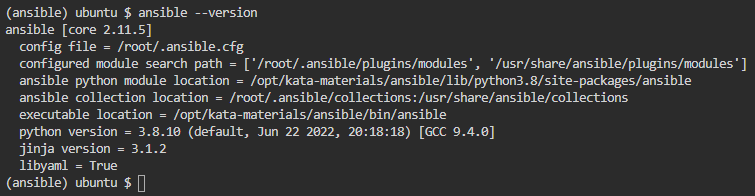 (ansible) ubuntu $ ansible --version
ansible [core 2.11.5]
  config file = /root/.ansible.cfg
  configured module search path = ['/root/.ansible/plugins/modules', '/usr/share/ansible/plugins/modules']
  ansible python module location = /opt/kata-materials/ansible/lib/python3.8/site-packages/ansible
  ansible collection location = /root/.ansible/collections:/usr/share/ansible/collections
  executable location = /opt/kata-materials/ansible/bin/ansible
  python version = 3.8.10 (default, Jun 22 2022, 20:18:18) [GCC 9.4.0]
  jinja version = 3.1.2
  libyaml = True
(ansible) ubuntu $